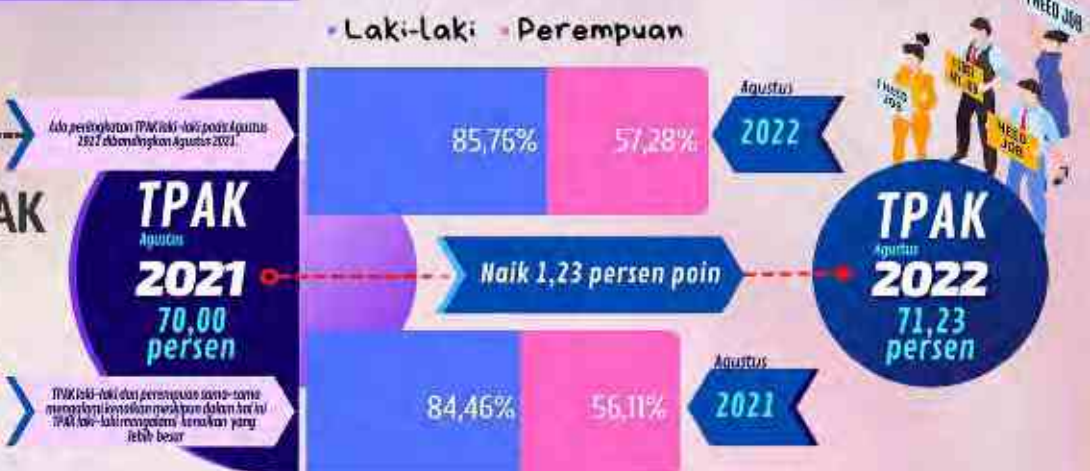 Laki-laki Perempuan
I NEED JOB
Ada peningkatan TPAK laki-laki pada Agustus
2022 dibandingkan Agustus 2021.
85,76% 57,28%
Agustus
2022
I NEED
JOB
NEED
JOB
AK
TPAK
Agustus
2021
70,00
persen
Naik 1,23 persen poin
TPAK
Agustus
2022
71,23
persen
TPAK laki-laki dan perempuan sama-sama
mengalami kenaikan meskipun dalam hal ini
TPAK laki-laki mengalami kenaikan yang
lebih besar
84,46% 56,11%
Agustus
2021